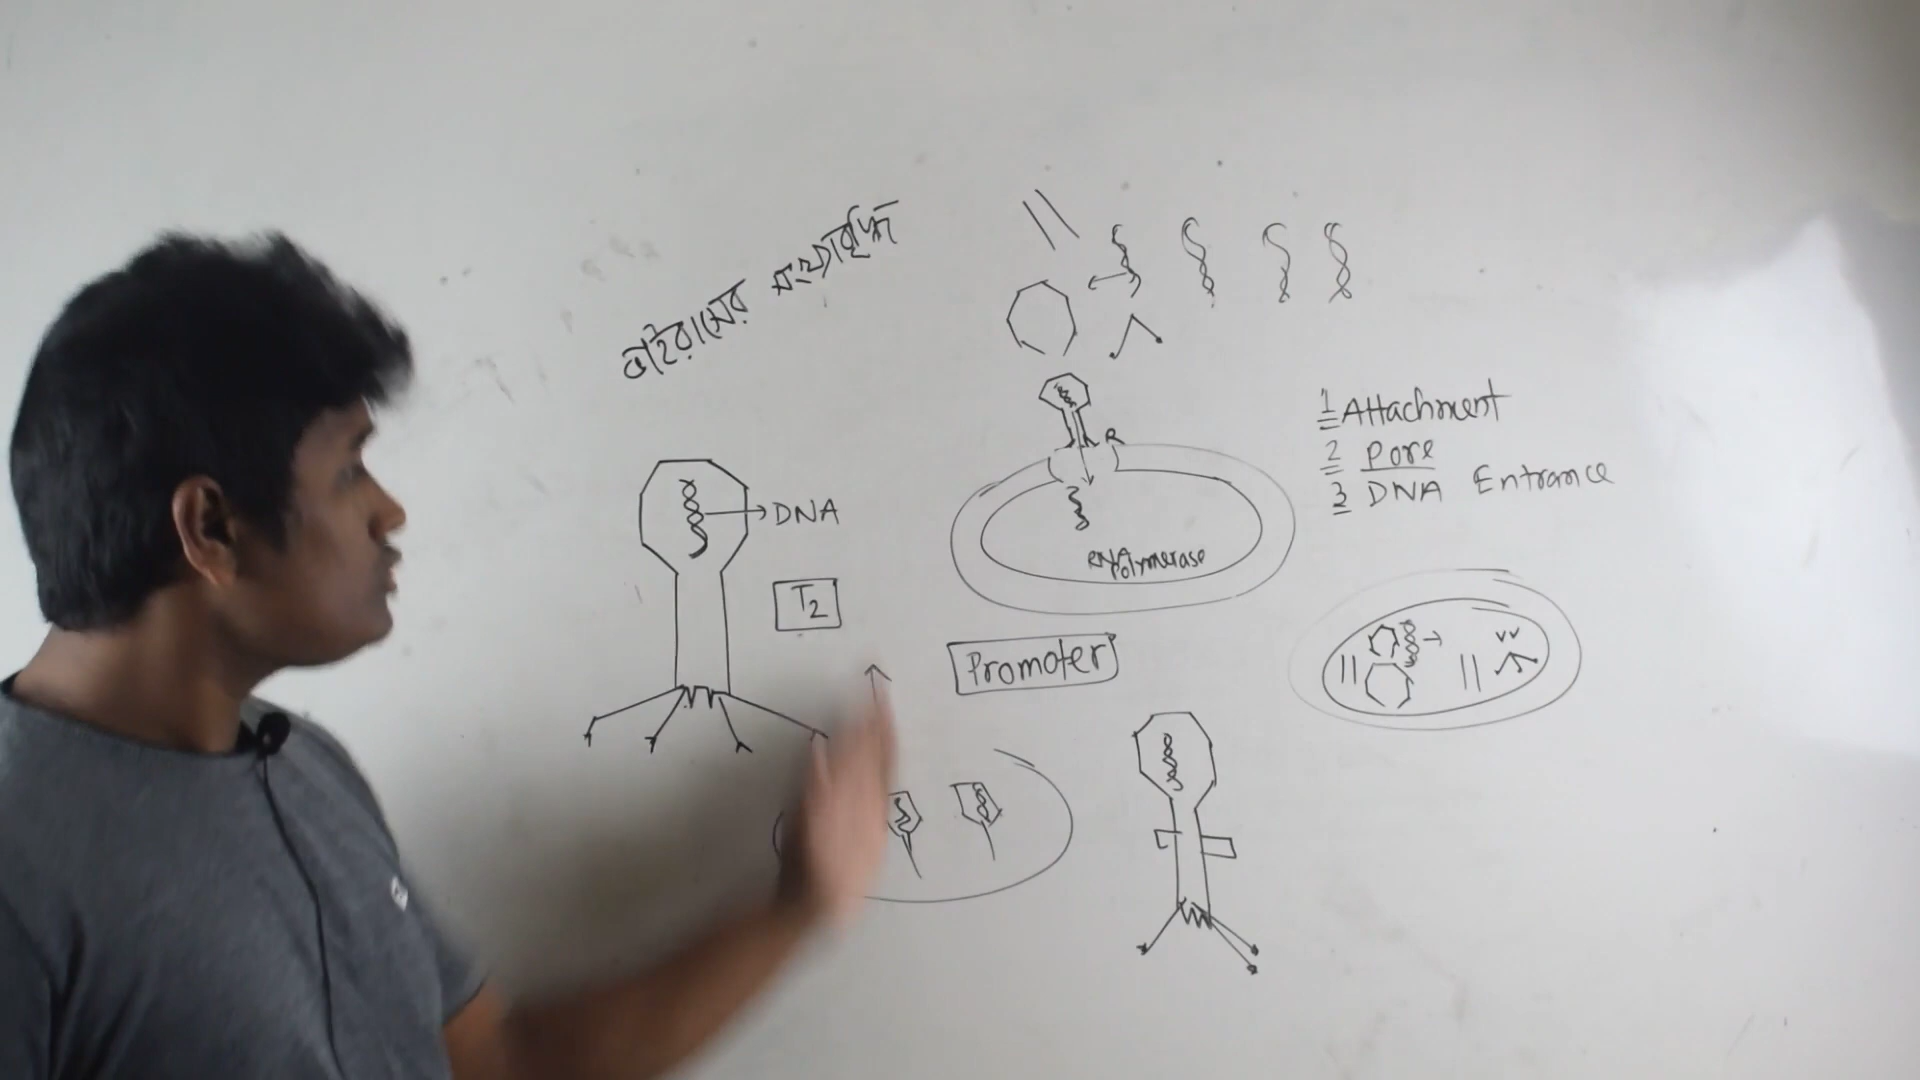 ভাইরাসের সংখ্যাবৃদ্ধি
DNA
T2
R
RNA Polymerase
Promoter
1 Attachment
2 Pore
3 DNA Entrance